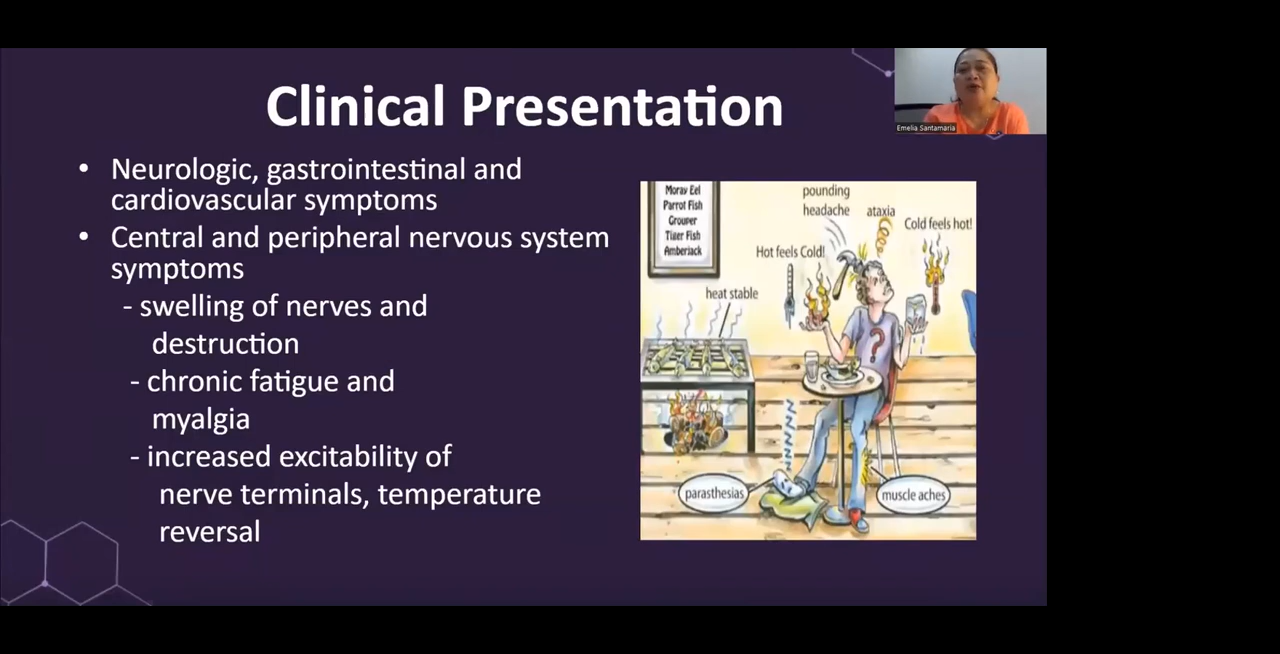 Clinical Presentation
Emelia Santamaria
• Neurologic, gastrointestinal and
cardiovascular symptoms
• Central and peripheral nervous system
symptoms
- swelling of nerves and
destruction
- chronic fatigue and
myalgia
- increased excitability of
nerve terminals, temperature
reversal
Moray Eel
Parrot Fish
Grouper
Tiger Fish
Amberjack
pounding
headache
ataxia
Cold feels hot!
Hot feels Cold!
heat stable
?
NNNNNN
parasthesias
muscle aches